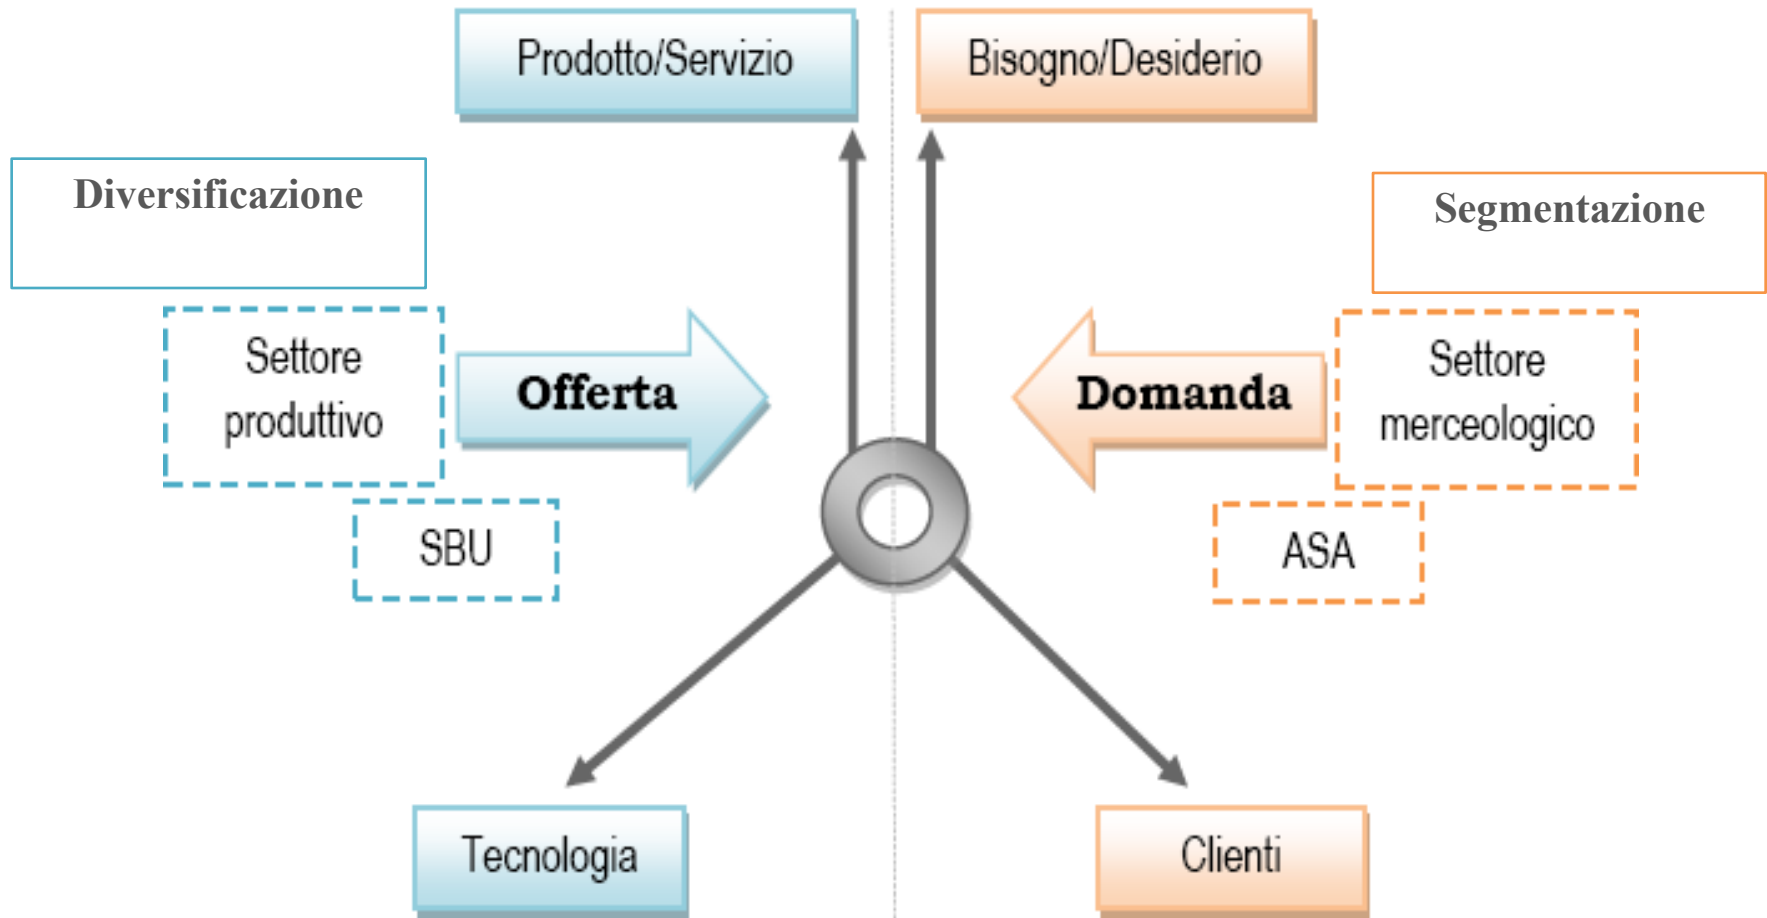 Prodotto/Servizio
Bisogno/Desiderio
Diversificazione
Segmentazione
Settore
produttivo
Offerta
Domanda
Settore
merceologico
SBU
ASA
Tecnologia
Clienti